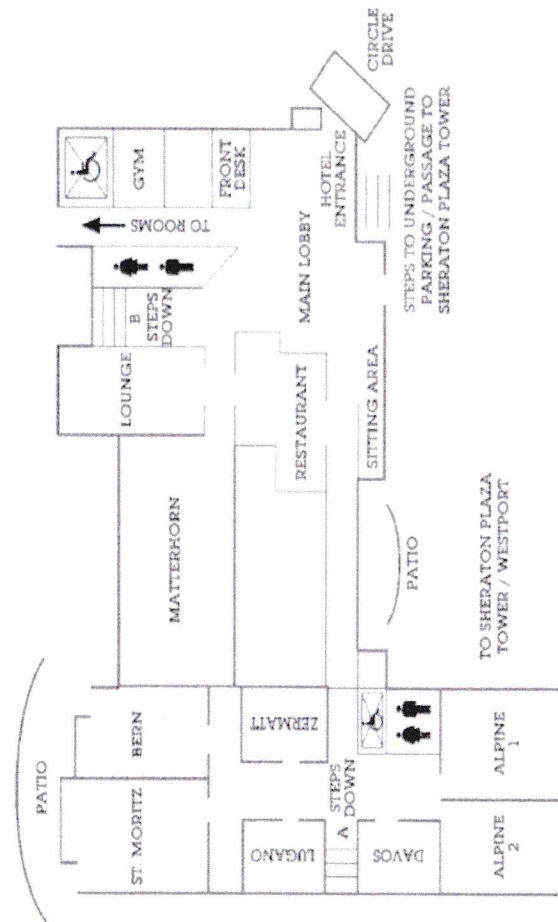 PATIO
ST. MORITZ
BERN
MATTERHORN
LOUNGE
B
STEPS
DOWN
TO ROOMS
GYM
FRONT
DESK
LUGANO
ZERMATT
A STEPS
DOWN
DAVOS
RESTAURANT
MAIN LOBBY
HOTEL
ENTRANCE
SITTING AREA
CIRCLE
DRIVE
PATIO
ALPINE
2
ALPINE
1
STEPS TO UNDERGROUND
PARKING / PASSAGE TO
SHERATON PLAZA TOWER
TO SHERATON PLAZA
TOWER / WESTPORT